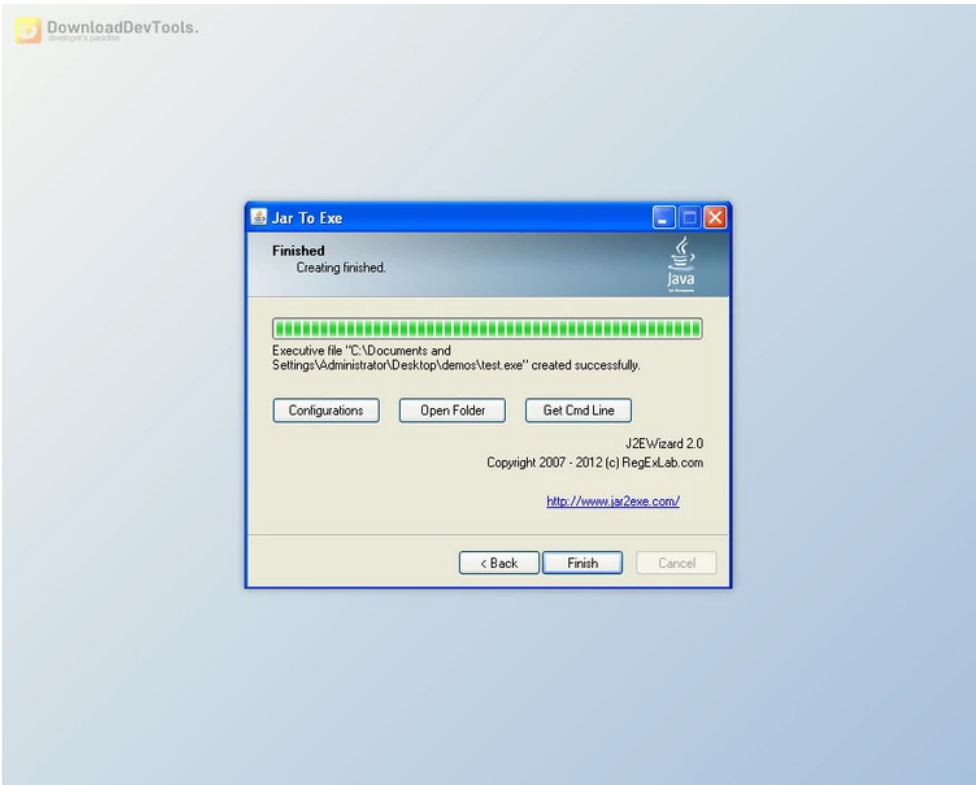 DownloadDevTools.
developer's paradise
Jar To Exe
Finished
Creating finished.
Java
Executive file "C:\Documents and
Settings\Administrator\Desktop\demos\test.exe" created successfully.
Configurations
Open Folder
Get Cmd Line
J2EWizard 2.0
Copyright 2007 - 2012 (c) RegExLab.com
http://www.jar2exe.com/
< Back
Finish
Cancel